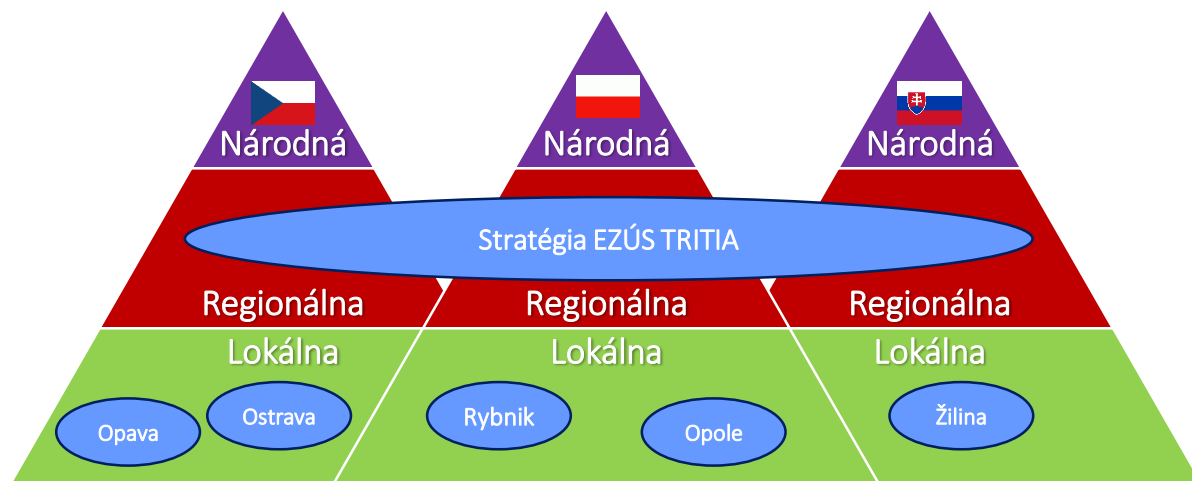 Národná
Národná
Národná
Stratégia EZÚS TRITIA
Regionálna
Regionálna
Regionálna
Lokálna
Lokálna
Lokálna
Opava
Ostrava
Rybnik
Opole
Žilina